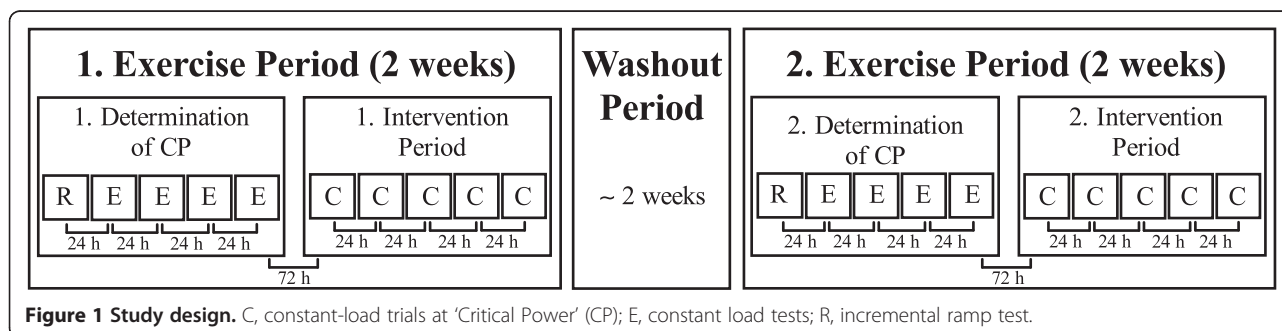 1. Exercise Period (2 weeks)
1. Determination
of CP
R E E E E
24 h 24 h 24 h 24 h
1. Intervention
Period
C C C C C
24 h 24 h 24 h 24 h
72 h
Washout
Period
~ 2 weeks
2. Exercise Period (2 weeks)
2. Determination
of CP
R E E E E
24 h 24 h 24 h 24 h
2. Intervention
Period
C C C C C
24 h 24 h 24 h 24 h
72 h
Figure 1 Study design. C, constant-load trials at ‘Critical Power’ (CP); E, constant load tests; R, incremental ramp test.